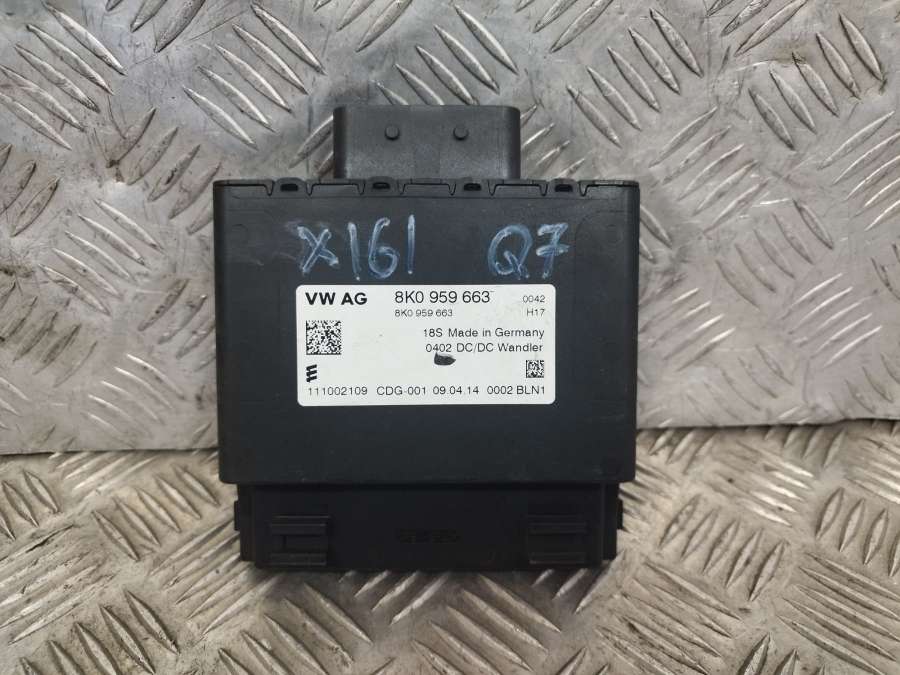 X161 Q7
VW AG 8K0 959 663 0042
8K0 959 663 H17
18S Made in Germany
0402 DC/DC Wandler
111002109 CDG-001 09.04.14 0002 BLN1